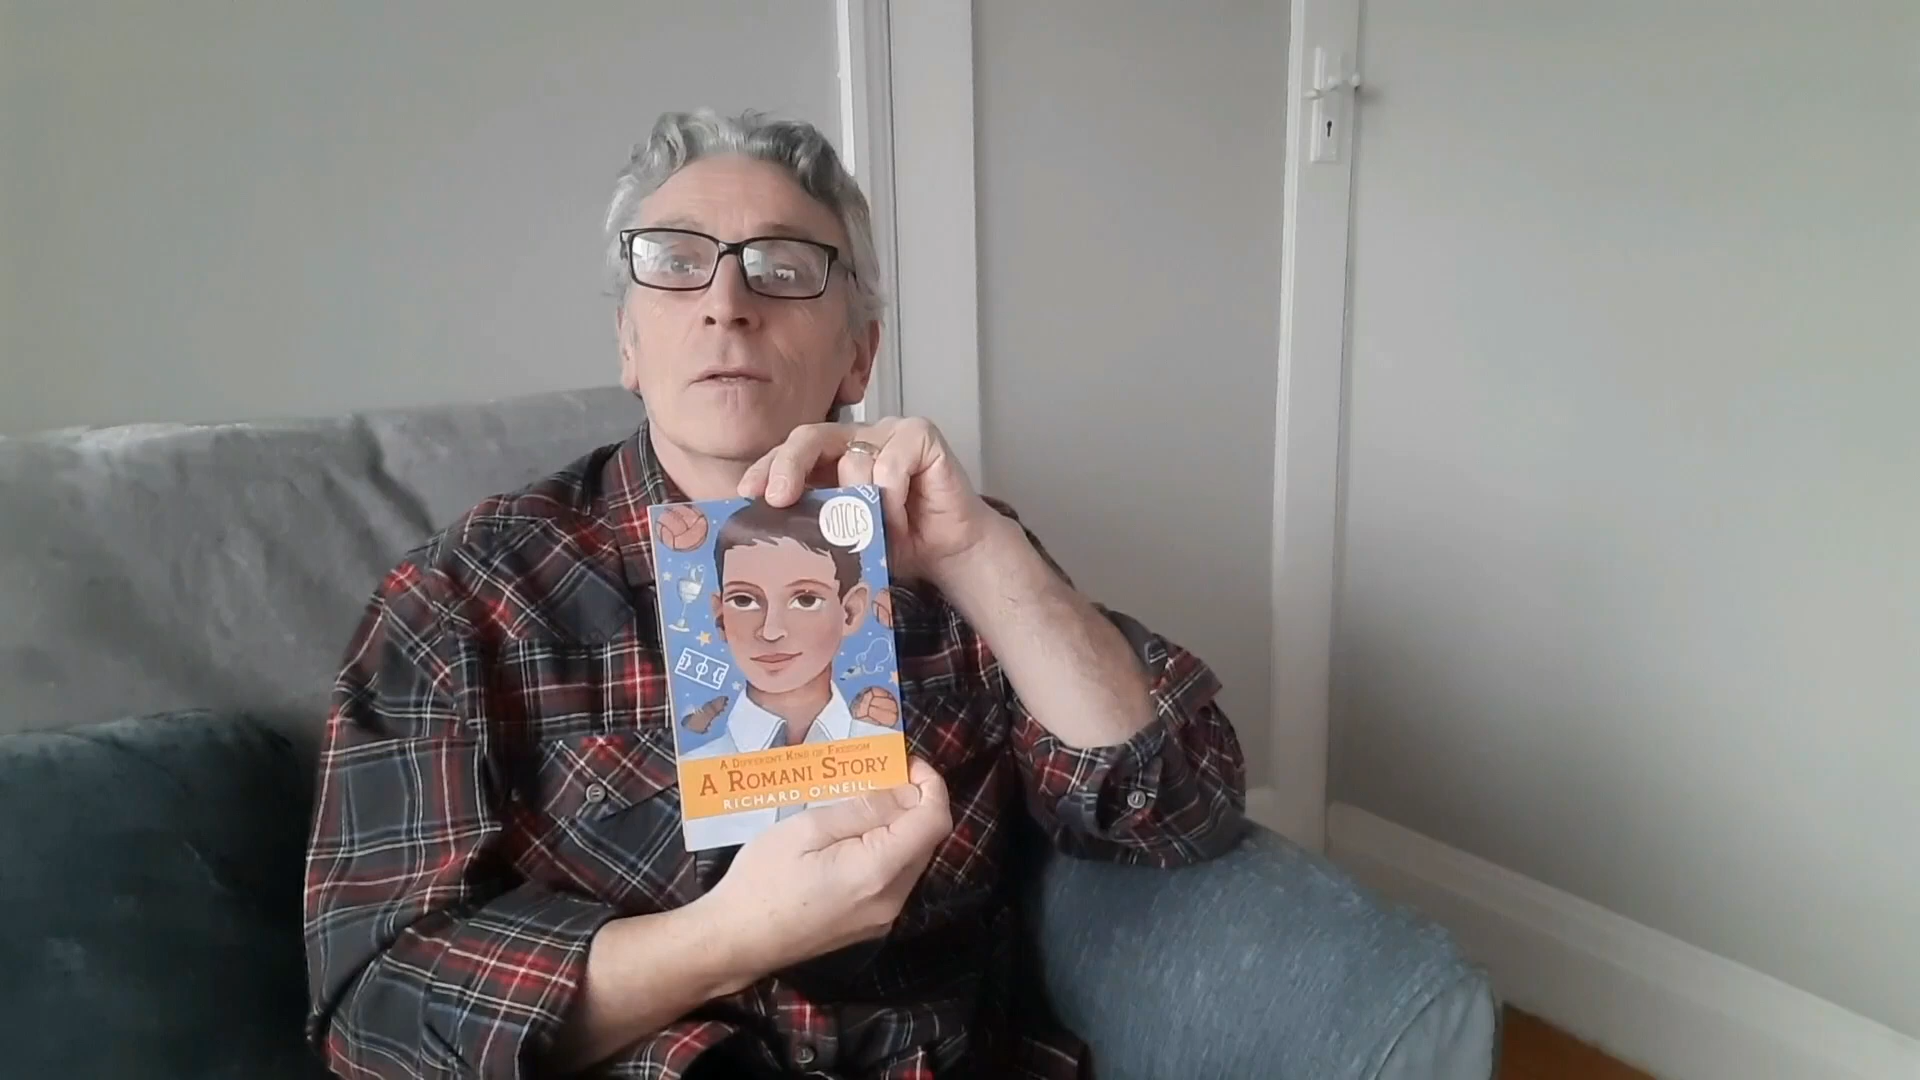 VOICES
A DIFFERENT KIND OF FREEDOM
A ROMANI STORY
RICHARD O'NEILL